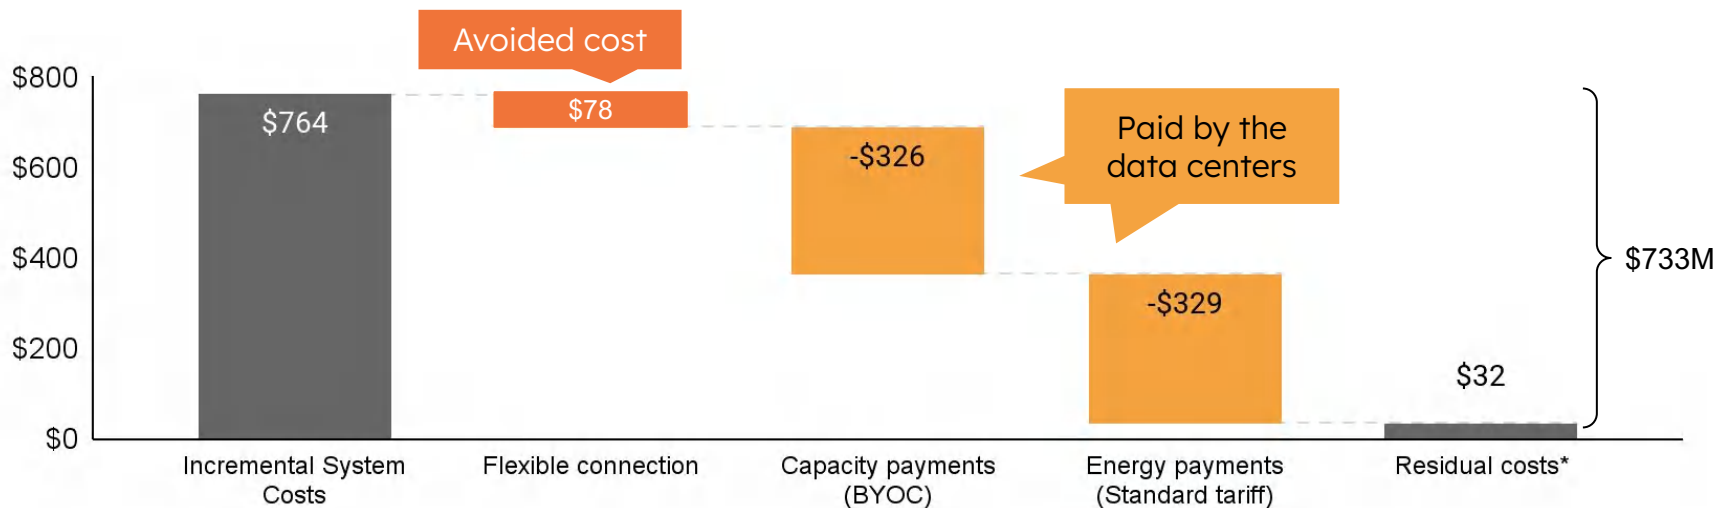 Avoided cost
$800
$600
$400
$200
$0
$764
$78
-$326
Paid by the
data centers
-$329
$32
$733M
Incremental System
Costs
Flexible connection
Capacity payments
(BYOC)
Energy payments
(Standard tariff)
Residual costs*